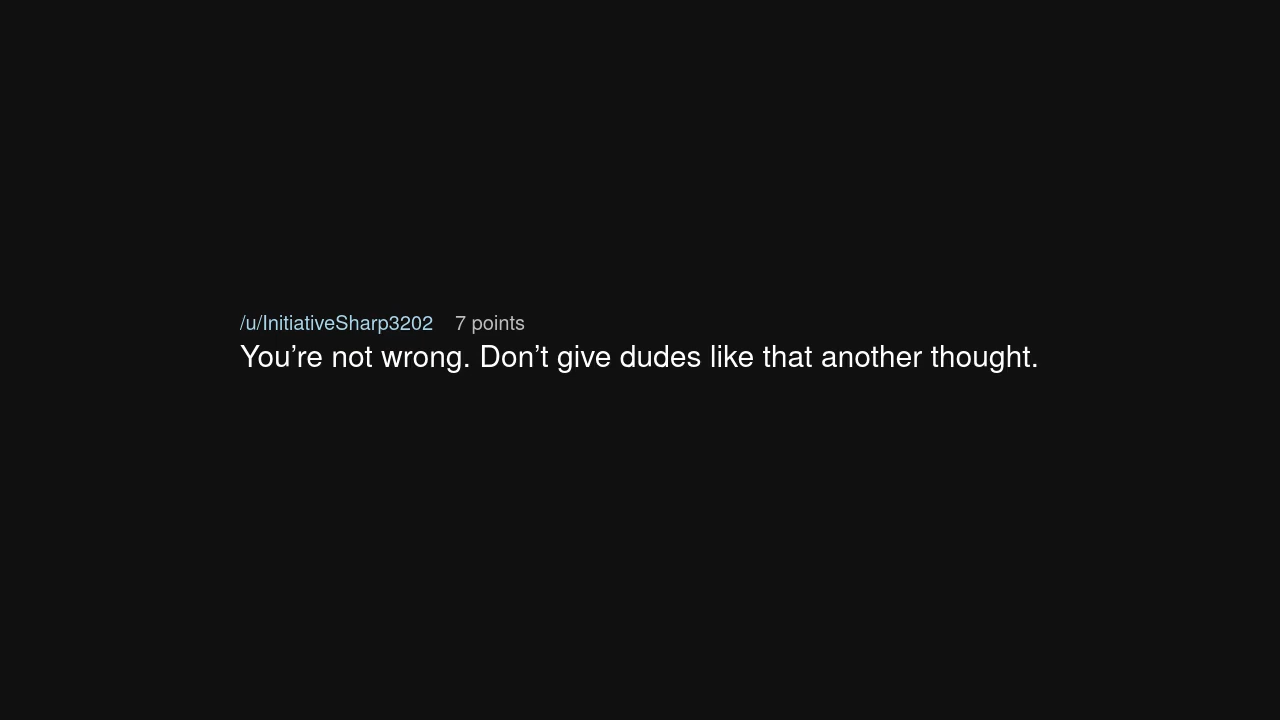 /u/InitiativeSharp3202 7 points
You’re not wrong. Don’t give dudes like that another thought.